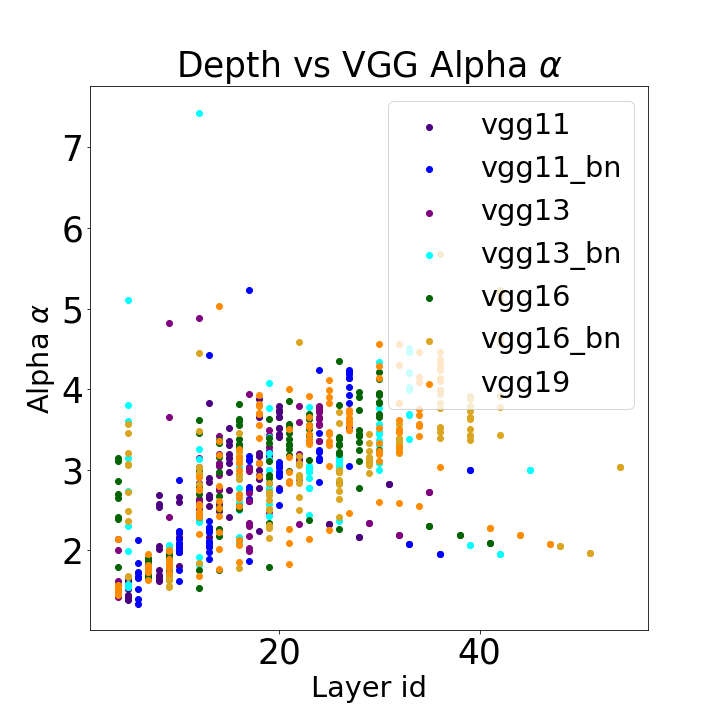 Depth vs VGG Alpha α
Alpha α
7
6
5
4
3
2
20
40
Layer id
vgg11
vgg11_bn
vgg13
vgg13_bn
vgg16
vgg16_bn
vgg19